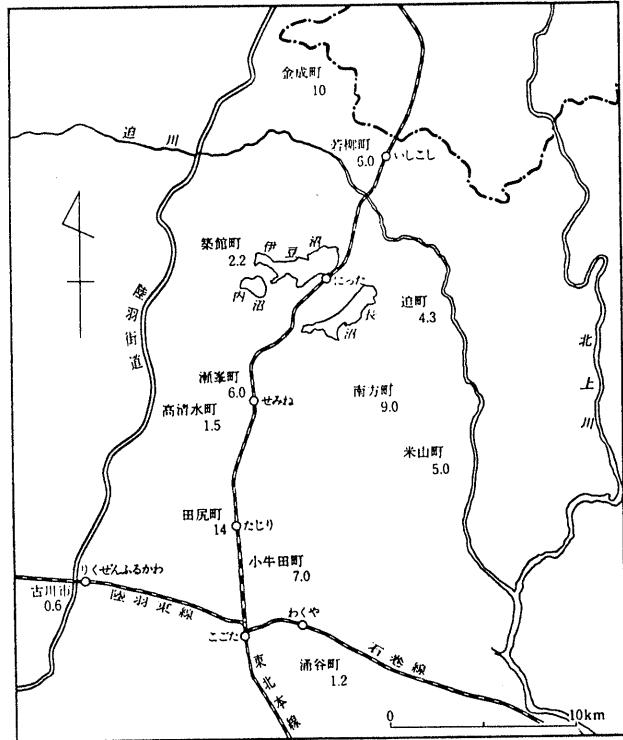 金成町
10
迫川
若柳町
6.0
いしこし
築館町
2.2
伊豆沼
内沼
にった
長沼
迫町
4.3
北上川
陸羽街道
瀬峯町
6.0
せみね
高清水町
1.5
南方町
9.0
米山町
5.0
田尻町
14
たじり
小牛田町
7.0
りくぜんふるかわ
古川市
0.6
陸羽東線
わくや
こごた
石巻線
涌谷町
1.2
東北本線
0
10km